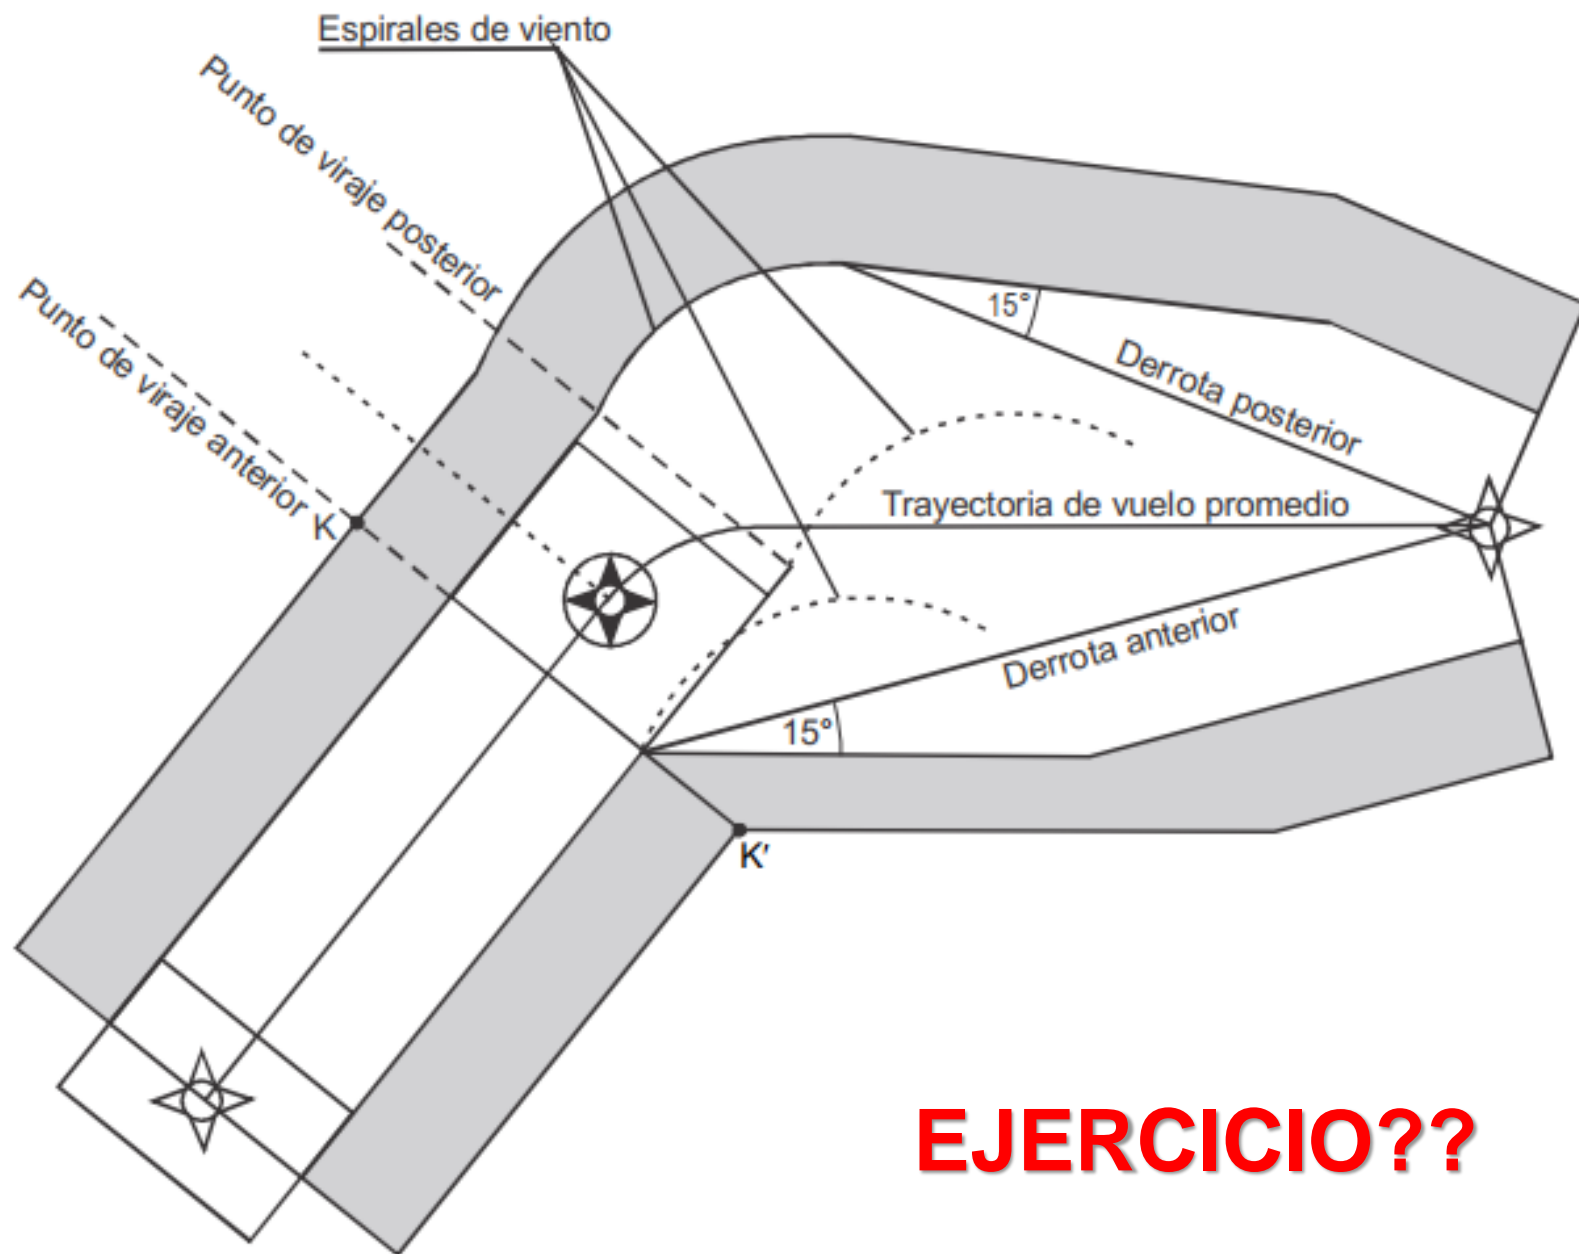 Espirales de viento
Punto de viraje posterior
Punto de viraje anterior
K
15°
Derrota posterior
Trayectoria de vuelo promedio
Derrota anterior
15°
K′
EJERCICIO??